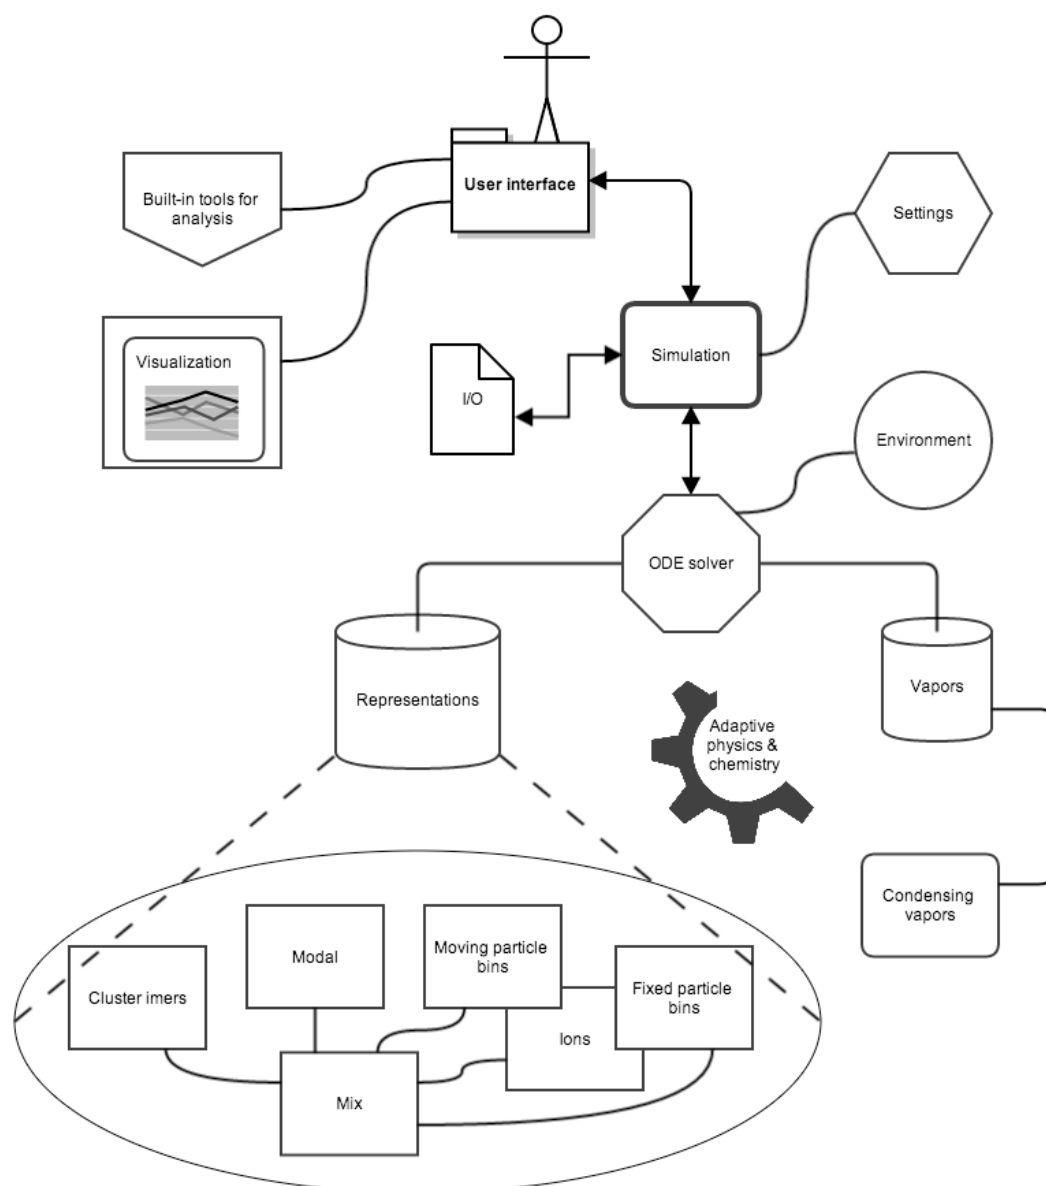 User interface
Built-in tools for
analysis
Settings
Visualization
Simulation
I/O
Environment
ODE solver
Representations
Vapors
Adaptive
physics &
chemistry
Condensing
vapors
Moving particle
bins
Modal
Cluster imers
Fixed particle
bins
Ions
Mix